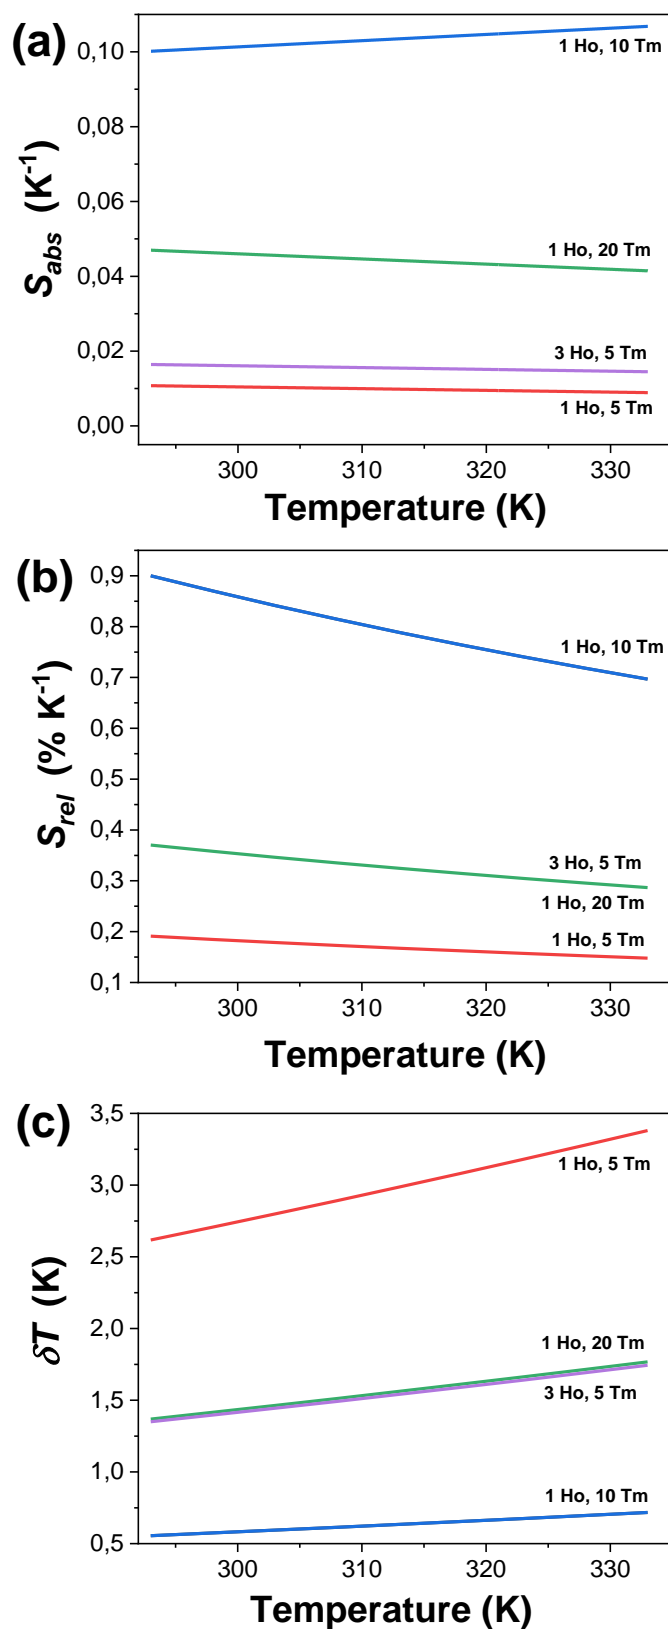 (a)
S_abs (K⁻¹)
0,10
0,08
0,06
0,04
0,02
0,00
1 Ho, 10 Tm
1 Ho, 20 Tm
3 Ho, 5 Tm
1 Ho, 5 Tm
300 310 320 330
Temperature (K)
(b)
S_rel (% K⁻¹)
0,9
0,8
0,7
0,6
0,5
0,4
0,3
0,2
0,1
1 Ho, 10 Tm
3 Ho, 5 Tm
1 Ho, 20 Tm
1 Ho, 5 Tm
300 310 320 330
Temperature (K)
(c)
δT (K)
3,5
3,0
2,5
2,0
1,5
1,0
0,5
1 Ho, 5 Tm
1 Ho, 20 Tm
3 Ho, 5 Tm
1 Ho, 10 Tm
300 310 320 330
Temperature (K)